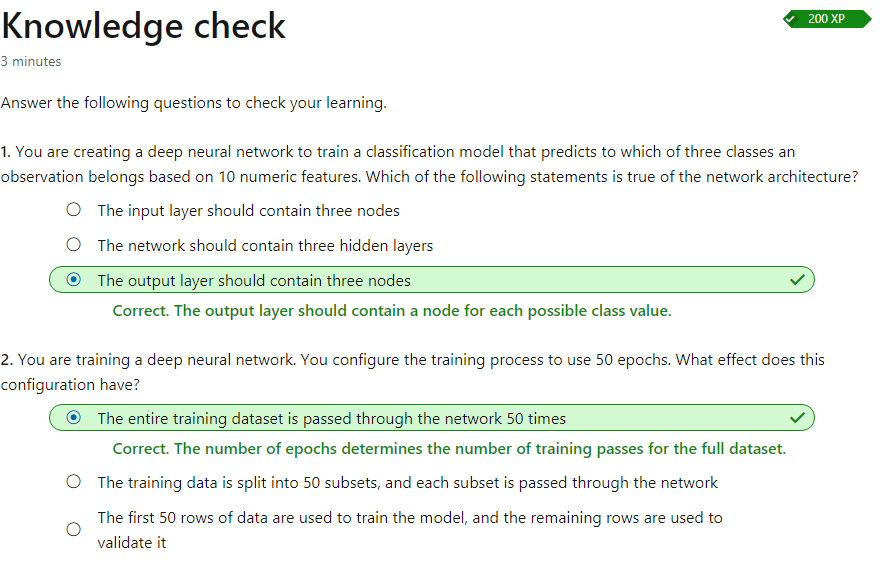 Knowledge check
200 XP
3 minutes
Answer the following questions to check your learning.
1. You are creating a deep neural network to train a classification model that predicts to which of three classes an
observation belongs based on 10 numeric features. Which of the following statements is true of the network architecture?
The input layer should contain three nodes
The network should contain three hidden layers
The output layer should contain three nodes
Correct. The output layer should contain a node for each possible class value.
2. You are training a deep neural network. You configure the training process to use 50 epochs. What effect does this
configuration have?
The entire training dataset is passed through the network 50 times
Correct. The number of epochs determines the number of training passes for the full dataset.
The training data is split into 50 subsets, and each subset is passed through the network
The first 50 rows of data are used to train the model, and the remaining rows are used to
validate it